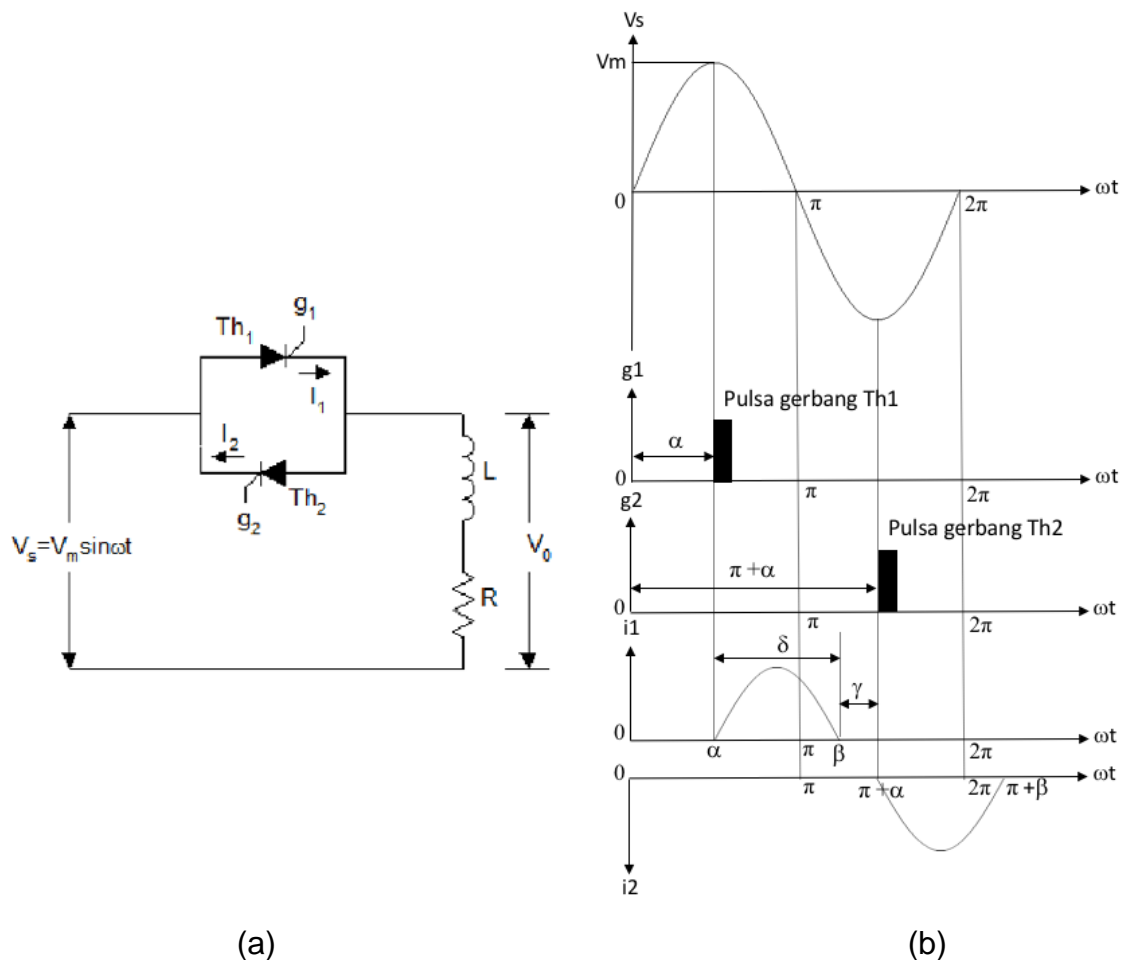 Th₁
g₁
I₁
I₂
Th₂
g₂
Vₛ=Vₘsinωt
L
R
V₀
(a)
Vs
Vm
0
π
2π
ωt
g1
Pulsa gerbang Th1
α
0
π
2π
ωt
g2
Pulsa gerbang Th2
π +α
0
π
2π
ωt
i1
δ
γ
0
α
π
β
2π
ωt
0
π
π +α
2π
π +β
ωt
i2
(b)